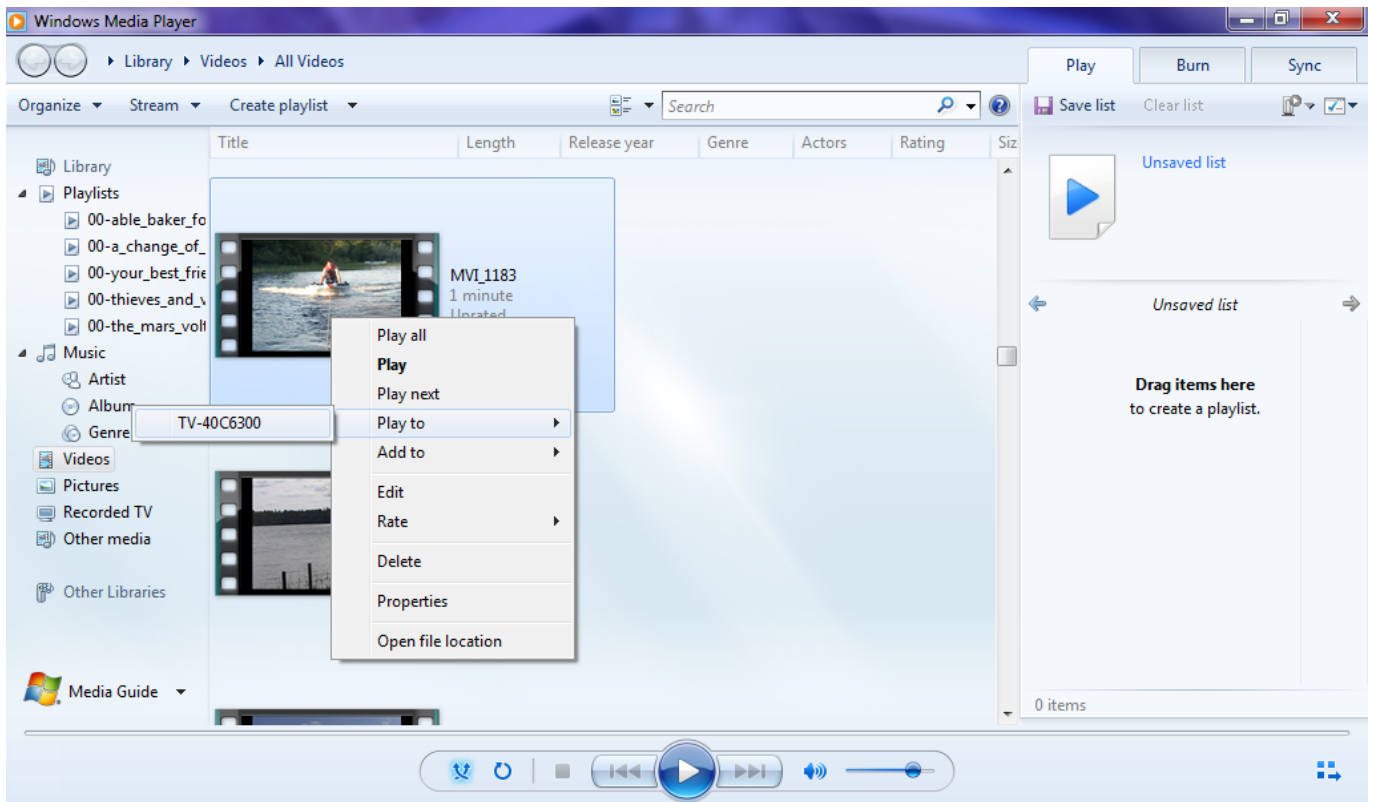 Windows Media Player
Library Videos All Videos
Play Burn Sync
Organize Stream Create playlist Search
Save list Clear list
Title Length Release year Genre Actors Rating Siz
Library
Playlists
00-able_baker_fo
00-a_change_of_
00-your_best_frie
00-thieves_and_v
00-the_mars_volt
Music
Artist
Album
Genre
Videos
Pictures
Recorded TV
Other media
Other Libraries
Media Guide
MVI_1183
1 minute
Unrated
Play all
Play
Play next
Play to
Add to
Edit
Rate
Delete
Properties
Open file location
TV-40C6300
Unsaved list
Unsaved list
Drag items here
to create a playlist.
0 items